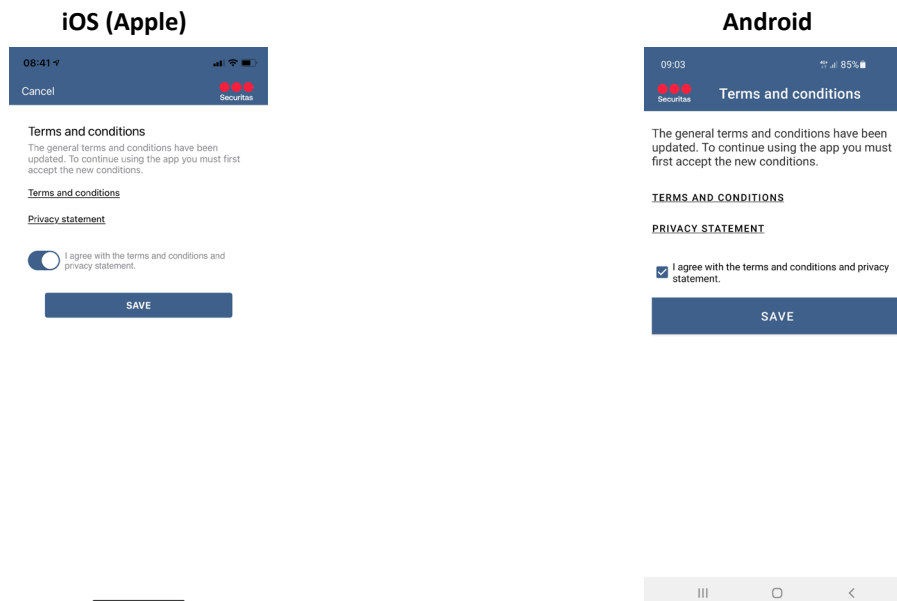 iOS (Apple)
08:41
Cancel
Securitas
Terms and conditions
The general terms and conditions have been
updated. To continue using the app you must first
accept the new conditions.
Terms and conditions
Privacy statement
I agree with the terms and conditions and
privacy statement.
SAVE
Android
09:03
85%
Securitas
Terms and conditions
The general terms and conditions have been
updated. To continue using the app you must
first accept the new conditions.
TERMS AND CONDITIONS
PRIVACY STATEMENT
I agree with the terms and conditions and privacy
statement.
SAVE